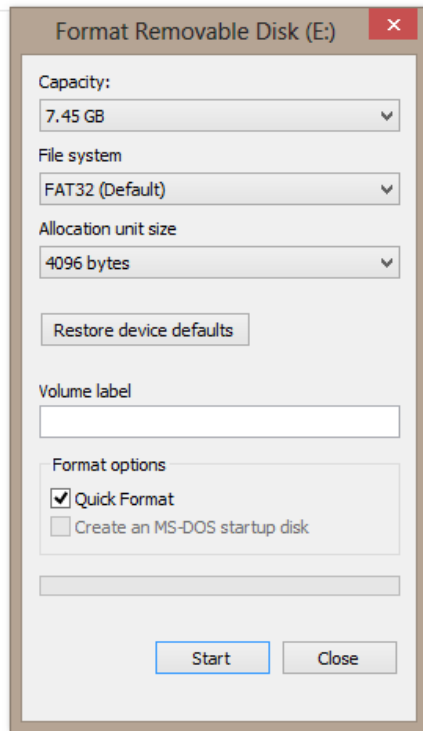 Format Removable Disk (E:)
Capacity:
7.45 GB
File system
FAT32 (Default)
Allocation unit size
4096 bytes
Restore device defaults
Volume label
Format options
Quick Format
Create an MS-DOS startup disk
Start Close